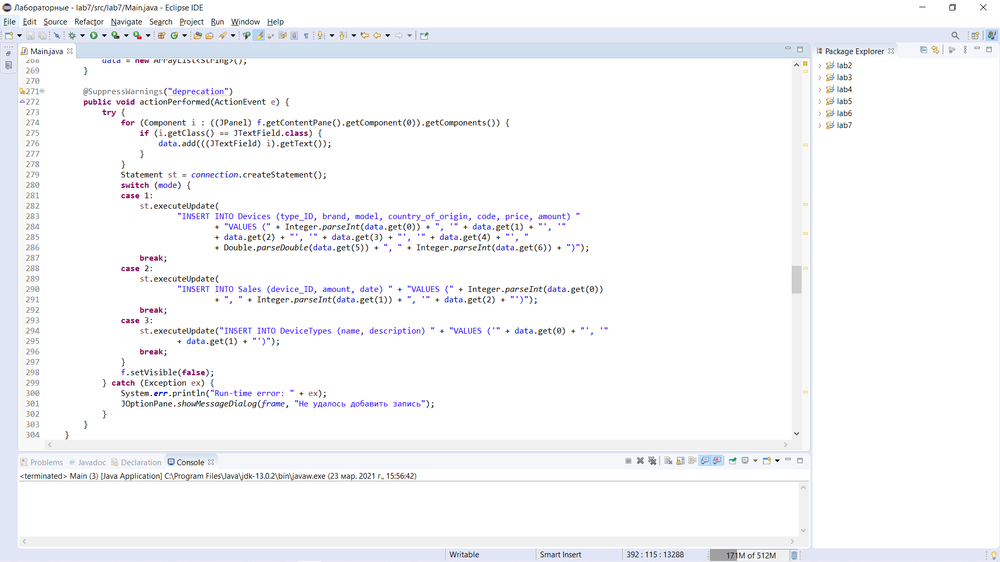 Лабораторные - lab7/src/lab7/Main.java - Eclipse IDE
File Edit Source Refactor Navigate Search Project Run Window Help
Main.java
268 data = new ArrayList<String>();
269 }
270
271 @SuppressWarnings("deprecation")
272 public void actionPerformed(ActionEvent e) {
273 try {
274 for (Component i : ((JPanel) f.getContentPane().getComponent(0)).getComponents()) {
275 if (i.getClass() == JTextField.class) {
276 data.add(((JTextField) i).getText());
277 }
278 }
279 Statement st = connection.createStatement();
280 switch (mode) {
281 case 1:
282 st.executeUpdate(
283 "INSERT INTO Devices (type_ID, brand, model, country_of_origin, code, price, amount) "
284 + "VALUES (" + Integer.parseInt(data.get(0)) + ", '" + data.get(1) + "', '"
285 + data.get(2) + "', '" + data.get(3) + "', '" + data.get(4) + "', "
286 + Double.parseDouble(data.get(5)) + ", " + Integer.parseInt(data.get(6)) + ")");
287 break;
288 case 2:
289 st.executeUpdate(
290 "INSERT INTO Sales (device_ID, amount, date) " + "VALUES (" + Integer.parseInt(data.get(0))
291 + ", " + Integer.parseInt(data.get(1)) + ", '" + data.get(2) + "')");
292 break;
293 case 3:
294 st.executeUpdate("INSERT INTO DeviceTypes (name, description) " + "VALUES ('" + data.get(0) + "', '"
295 + data.get(1) + "')");
296 break;
297 }
298 f.setVisible(false);
299 } catch (Exception ex) {
300 System.err.println("Run-time error: " + ex);
301 JOptionPane.showMessageDialog(frame, "Не удалось добавить запись");
302 }
303 }
304 }
Package Explorer
lab2
lab3
lab4
lab5
lab6
lab7
Problems @ Javadoc Declaration Console
<terminated> Main (3) [Java Application] C:\Program Files\Java\jdk-13.0.2\bin\javaw.exe (23 мар. 2021 г., 15:56:42)
Writable Smart Insert 392 : 115 : 13288 171M of 512M